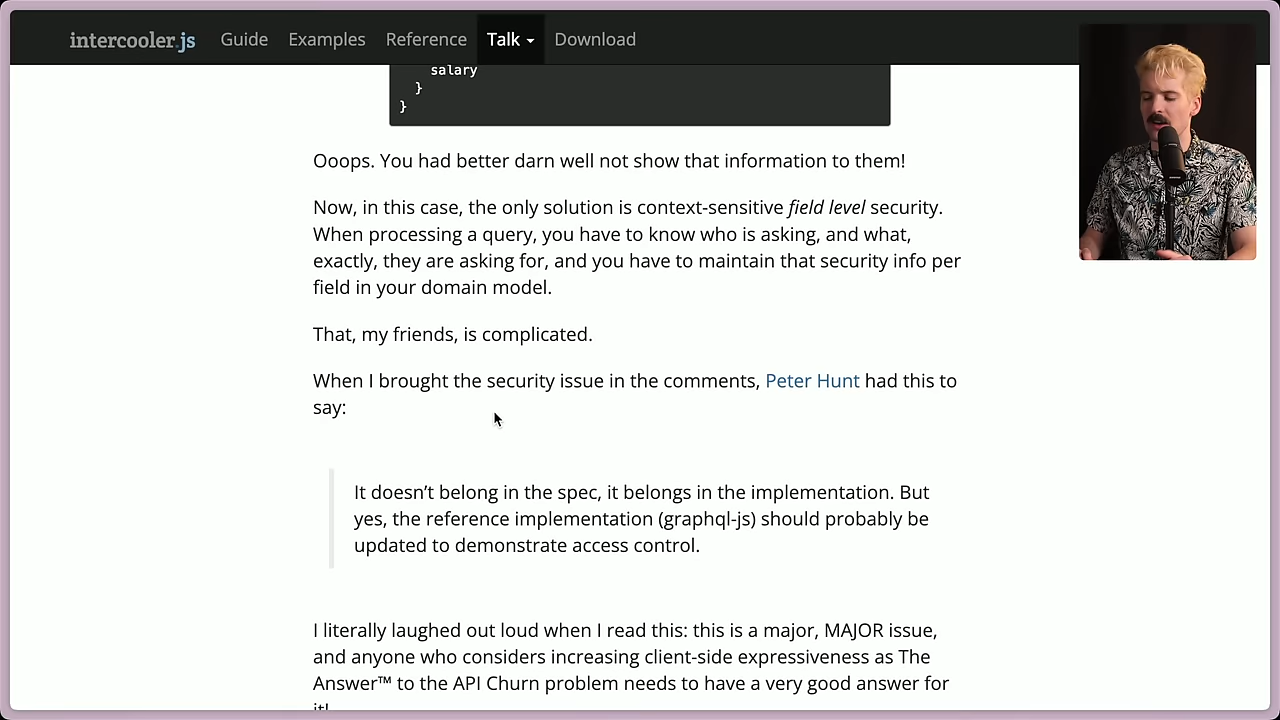 intercooler.js Guide Examples Reference Talk Download
salary
}
}
Ooops. You had better darn well not show that information to them!
Now, in this case, the only solution is context-sensitive field level security.
When processing a query, you have to know who is asking, and what,
exactly, they are asking for, and you have to maintain that security info per
field in your domain model.
That, my friends, is complicated.
When I brought the security issue in the comments, Peter Hunt had this to
say:
It doesn’t belong in the spec, it belongs in the implementation. But
yes, the reference implementation (graphql-js) should probably be
updated to demonstrate access control.
I literally laughed out loud when I read this: this is a major, MAJOR issue,
and anyone who considers increasing client-side expressiveness as The
Answer™ to the API Churn problem needs to have a very good answer for
it!